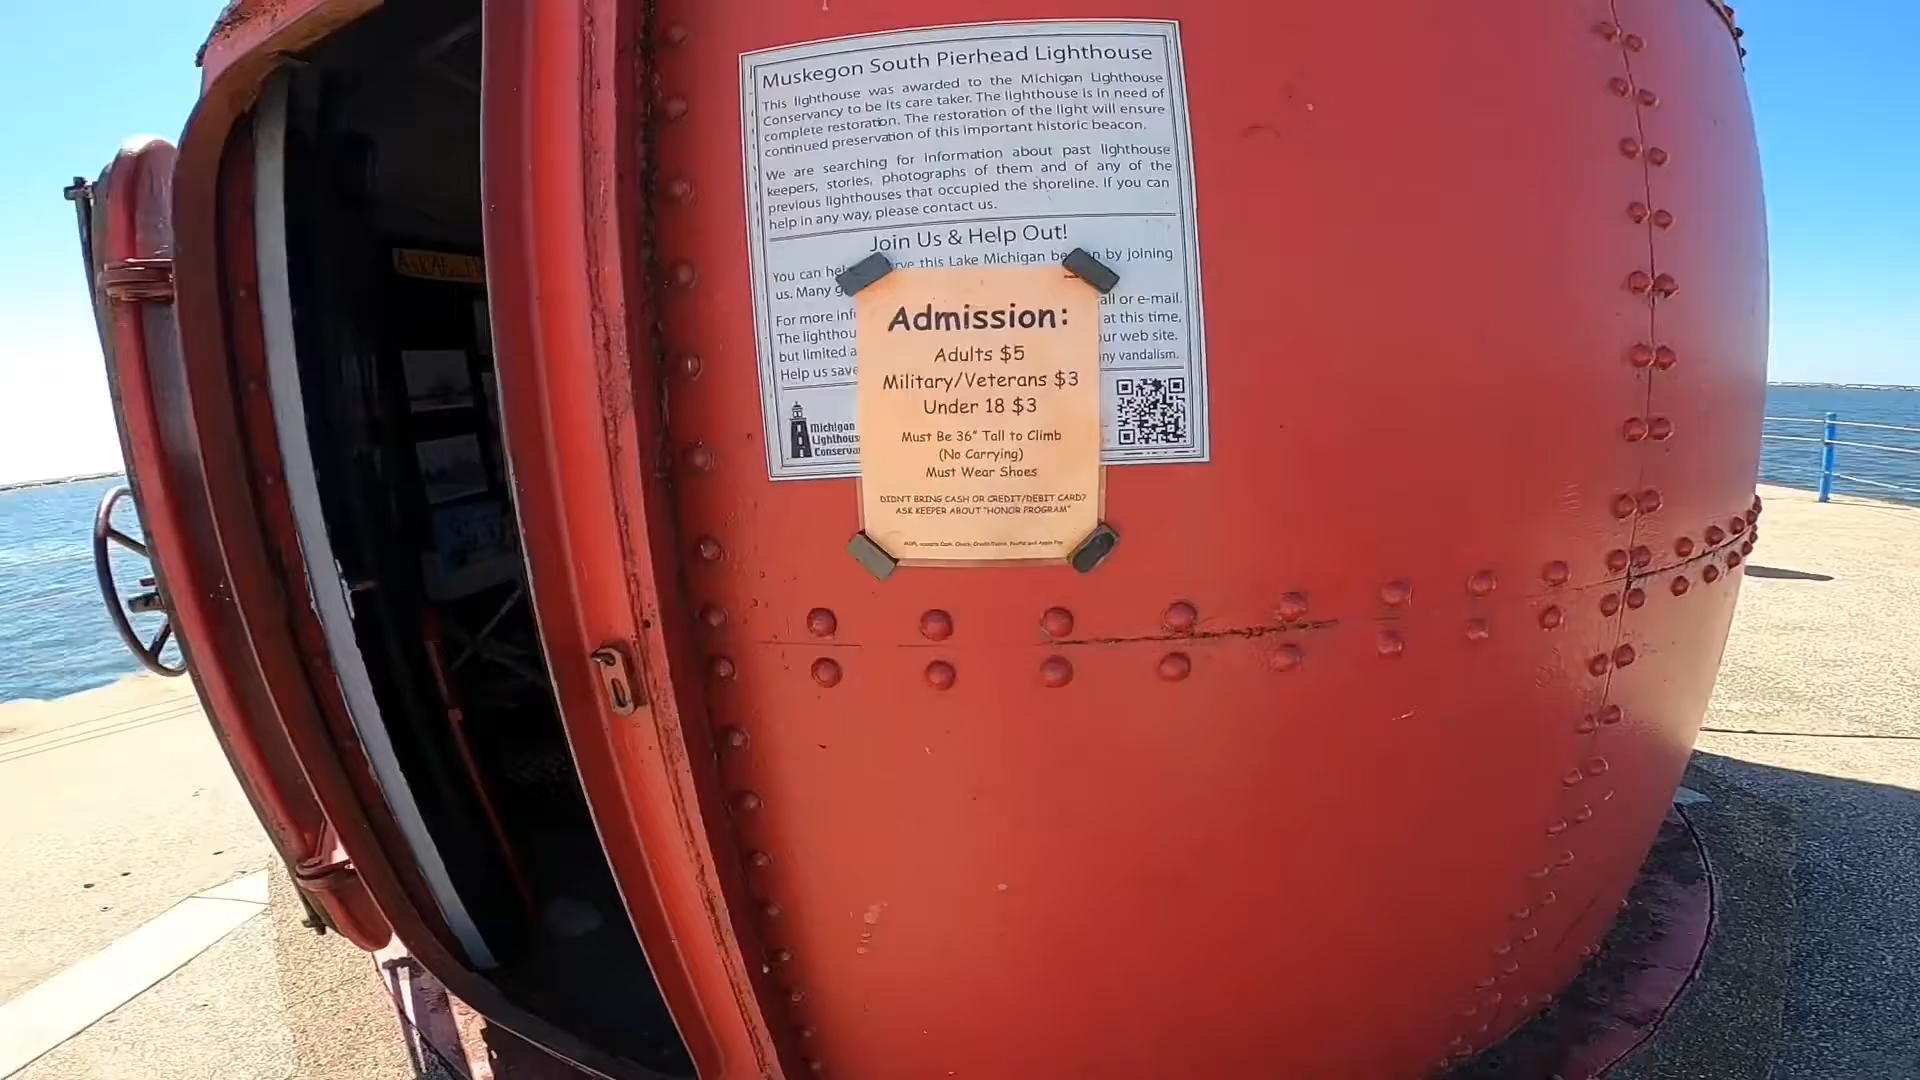 Muskegon South Pierhead Lighthouse
This lighthouse was awarded to the Michigan Lighthouse
Conservancy to be its care taker. The lighthouse is in need of
complete restoration. The restoration of the light will ensure
continued preservation of this important historic beacon.
We are searching for information about past lighthouse
keepers, stories, photographs of them and of any of the
previous lighthouses that occupied the shoreline. If you can
help in any way, please contact us.
Join Us & Help Out!
You can this Lake Michigan by joining
us. Many
all or e-mail.
For more
at this time,
The
but limited
our web site.
Help us save
vandalism.
Michigan
Admission:
Adults $5
Military/Veterans $3
Under 18 $3
Must Be 36" Tall to Climb
(No Carrying)
Must Wear Shoes
DIDN'T BRING CASH OR CREDIT/DEBIT CARD?
ASK KEEPER ABOUT "HONOR PROGRAM"